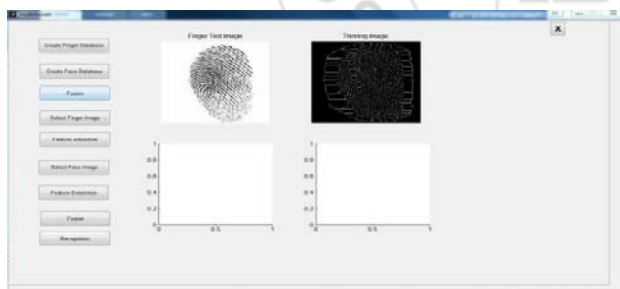 Finger Test Image
Thinning Image
Create Finger Database
Create Face Database
Fusion
Select Finger Image
Feature extraction
Select Face Image
Feature Extraction
Fusion
Recognition
1
0.8
0.6
0.4
0.2
0
0
0.5
1
1
0.8
0.6
0.4
0.2
0
0
0.5
1